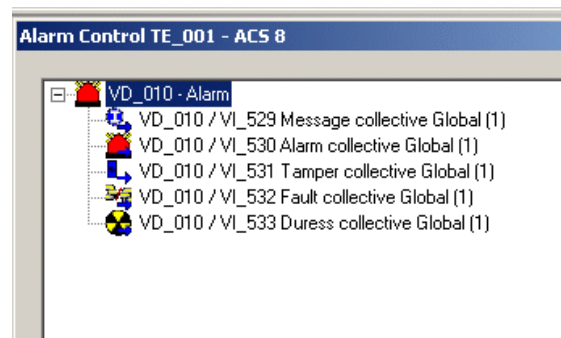 Alarm Control TE_001 - ACS 8
VD_010 - Alarm
VD_010 / VI_529 Message collective Global (1)
VD_010 / VI_530 Alarm collective Global (1)
VD_010 / VI_531 Tamper collective Global (1)
VD_010 / VI_532 Fault collective Global (1)
VD_010 / VI_533 Duress collective Global (1)